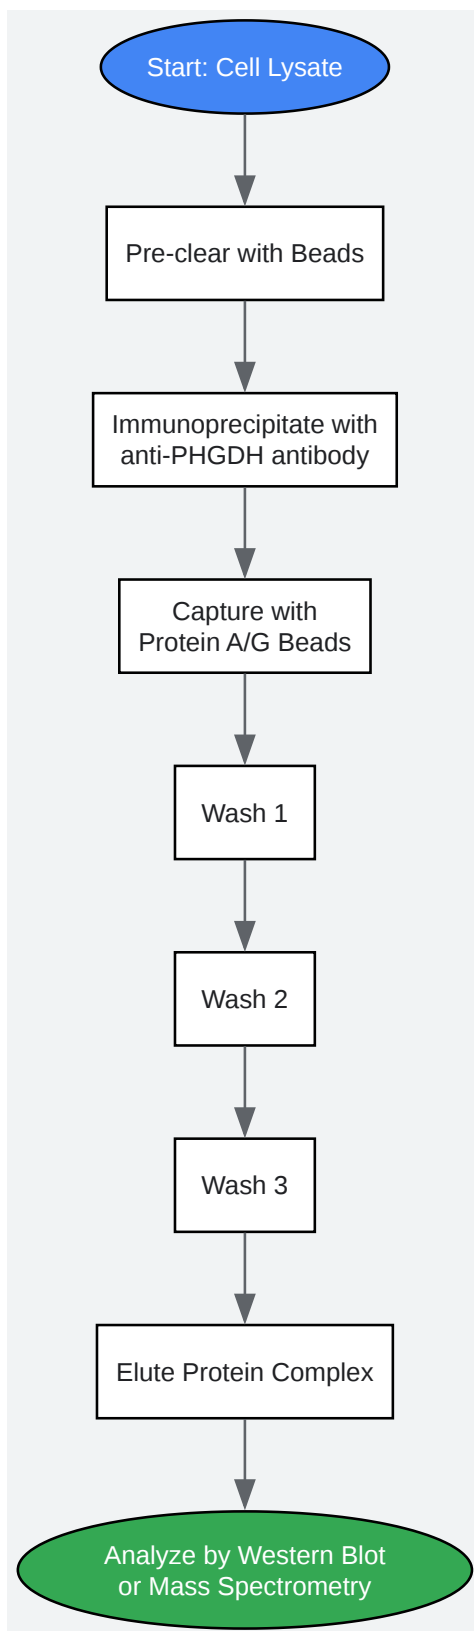 Start: Cell Lysate
Pre-clear with Beads
Immunoprecipitate with
anti-PHGDH antibody
Capture with
Protein A/G Beads
Wash 1
Wash 2
Wash 3
Elute Protein Complex
Analyze by Western Blot
or Mass Spectrometry